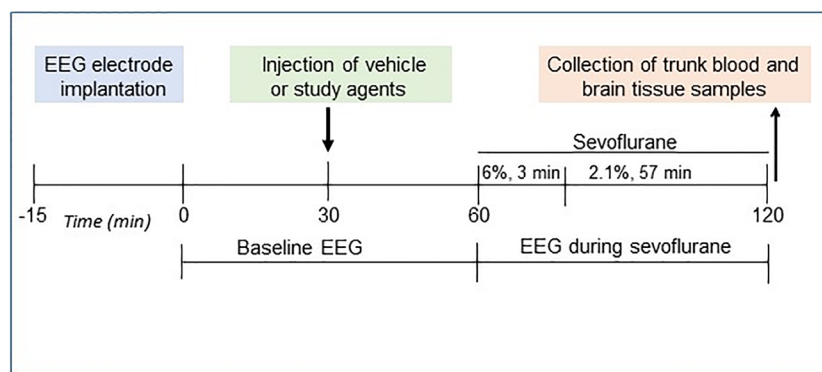 EEG electrode
implantation
Injection of vehicle
or study agents
Collection of trunk blood and
brain tissue samples
Sevoflurane
6%, 3 min
2.1%, 57 min
-15
Time (min)
0
30
60
120
Baseline EEG
EEG during sevoflurane